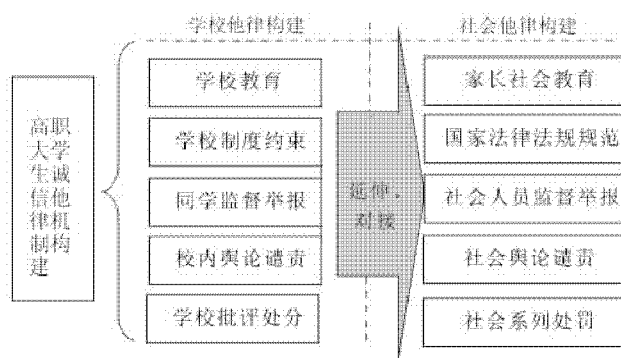 学校他律构建
社会他律构建
高职
大学
生诚
信他
律机
制构
建
学校教育
学校制度约束
同学监督举报
校内舆论谴责
学校批评处分
延伸、
对接
家长社会教育
国家法律法规规范
社会人员监督举报
社会舆论谴责
社会系列处罚